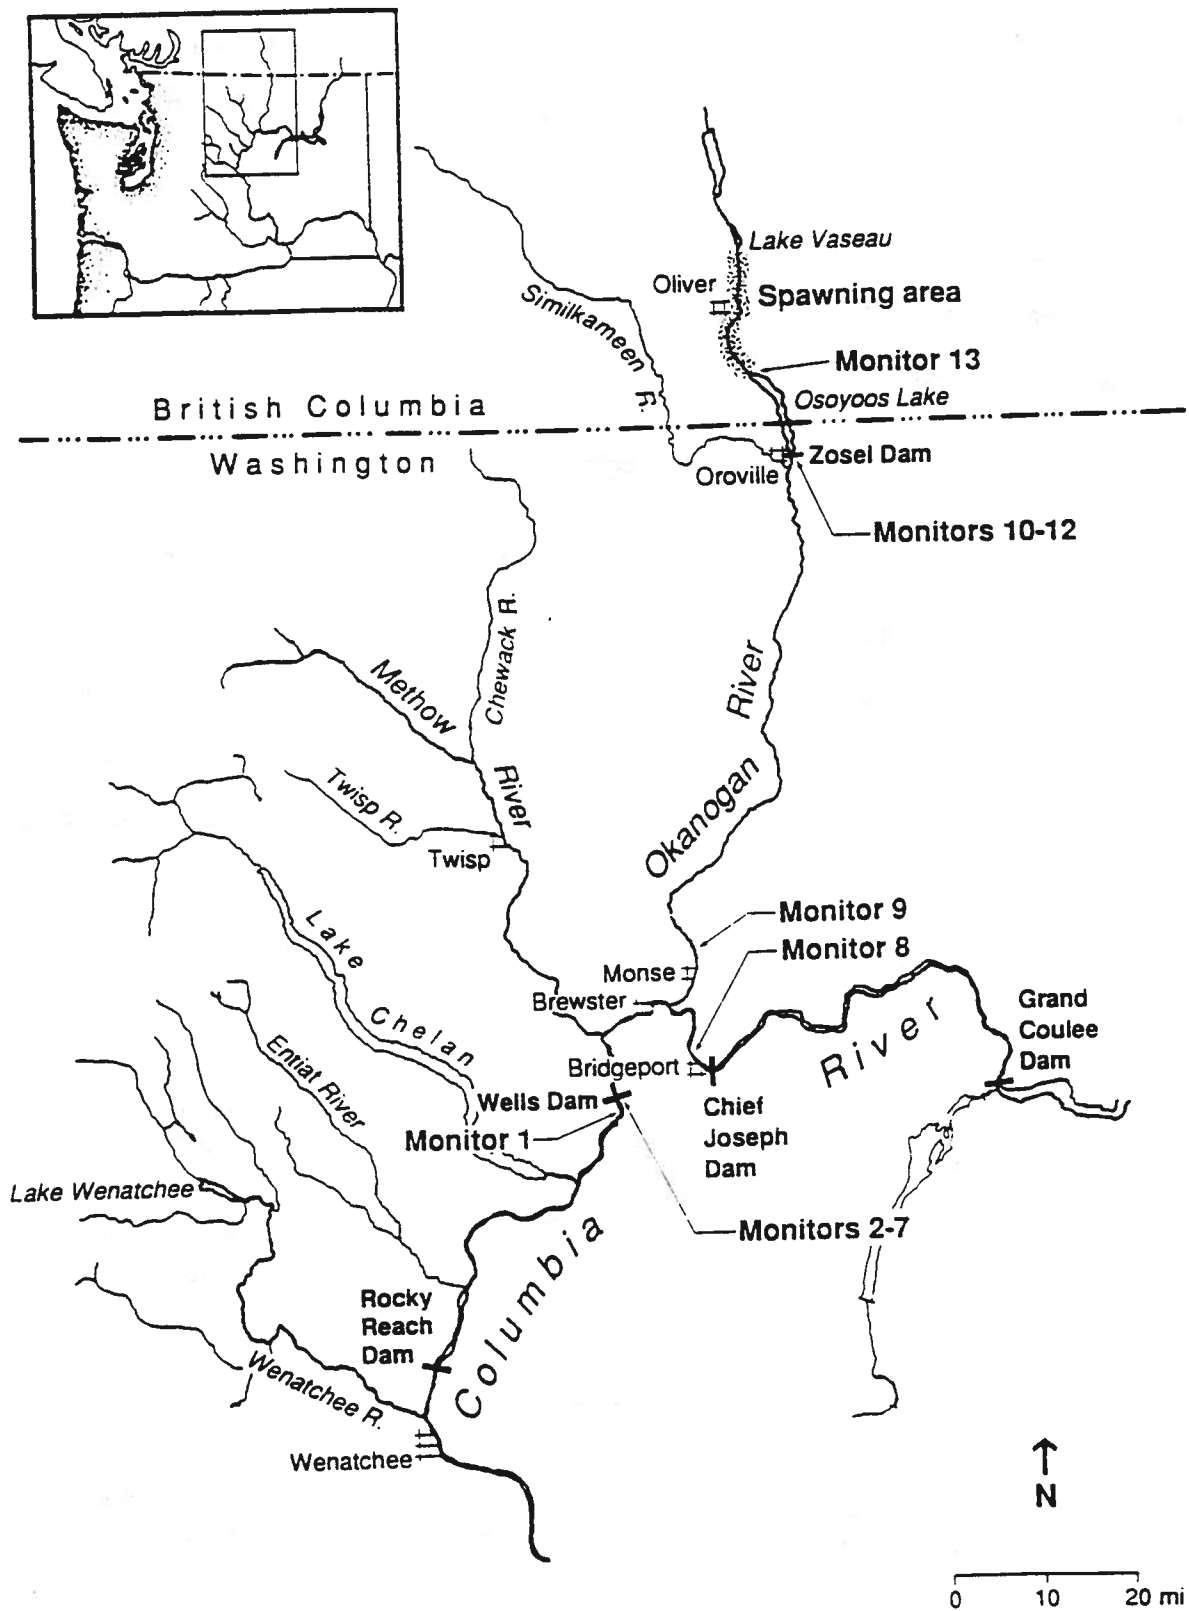 Lake Vaseau
Oliver
Spawning area
Similkameen R.
Monitor 13
Osoyoos Lake
British Columbia
Washington
Zosel Dam
Oroville
Monitors 10-12
Chewack R.
Methow
River
Okanogan River
Twisp R.
Twisp
Lake Chelan
Monitor 9
Monitor 8
Monse
Brewster
Grand
Coulee
Dam
River
Entiat River
Bridgeport
Wells Dam
Chief
Joseph
Dam
Monitor 1
Lake Wenatchee
Monitors 2-7
Columbia
Rocky
Reach
Dam
Wenatchee R.
Wenatchee
N
0 10 20 mi